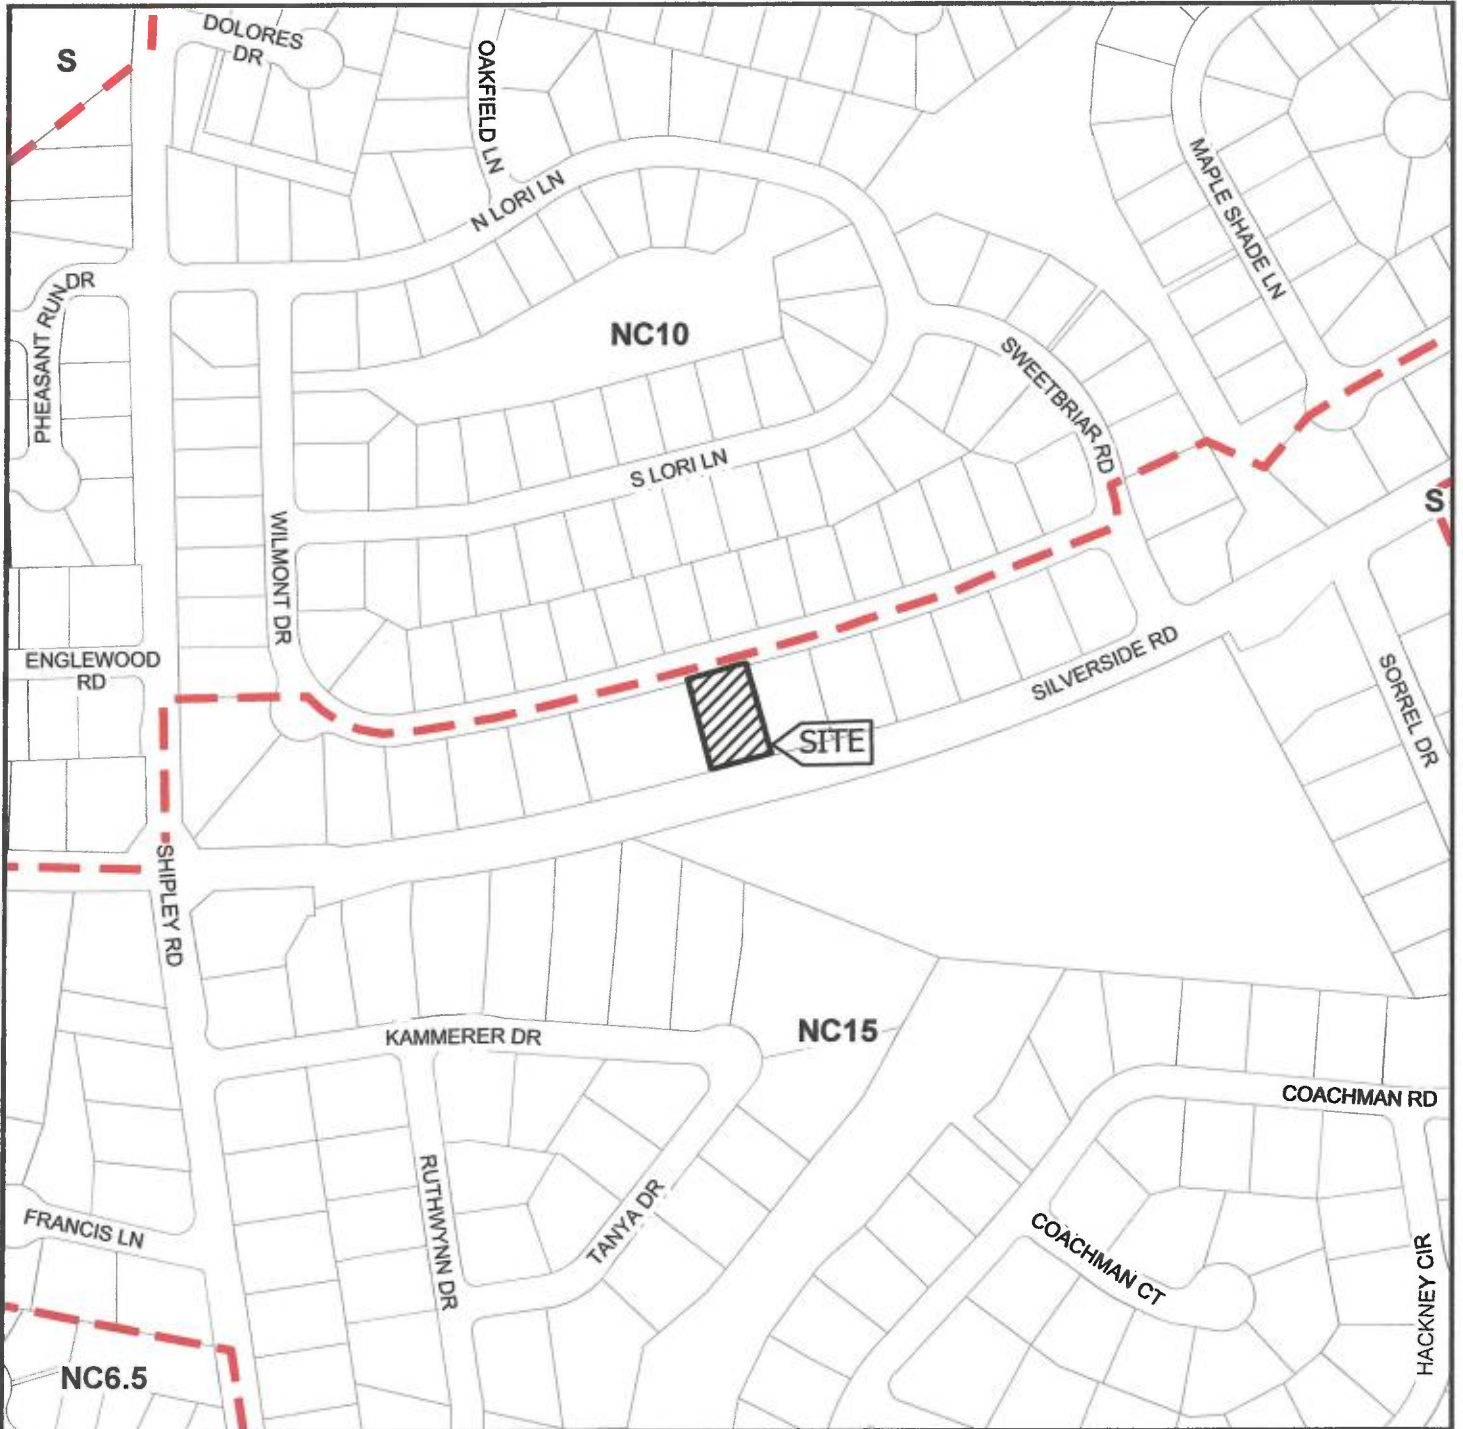 S
DOLORES
DR
OAKFIELD LN
MAPLE SHADE LN
N LORI LN
PHEASANT RUN DR
NC10
SWEETBRIAR RD
S LORI LN
S
WILMONT DR
ENGLEWOOD
RD
SILVERSIDE RD
SORREL DR
SITE
SHIPLEY RD
KAMMERER DR
NC15
COACHMAN RD
RUTHWYNN DR
TANYA DR
FRANCIS LN
COACHMAN CT
HACKNEY CIR
NC6.5